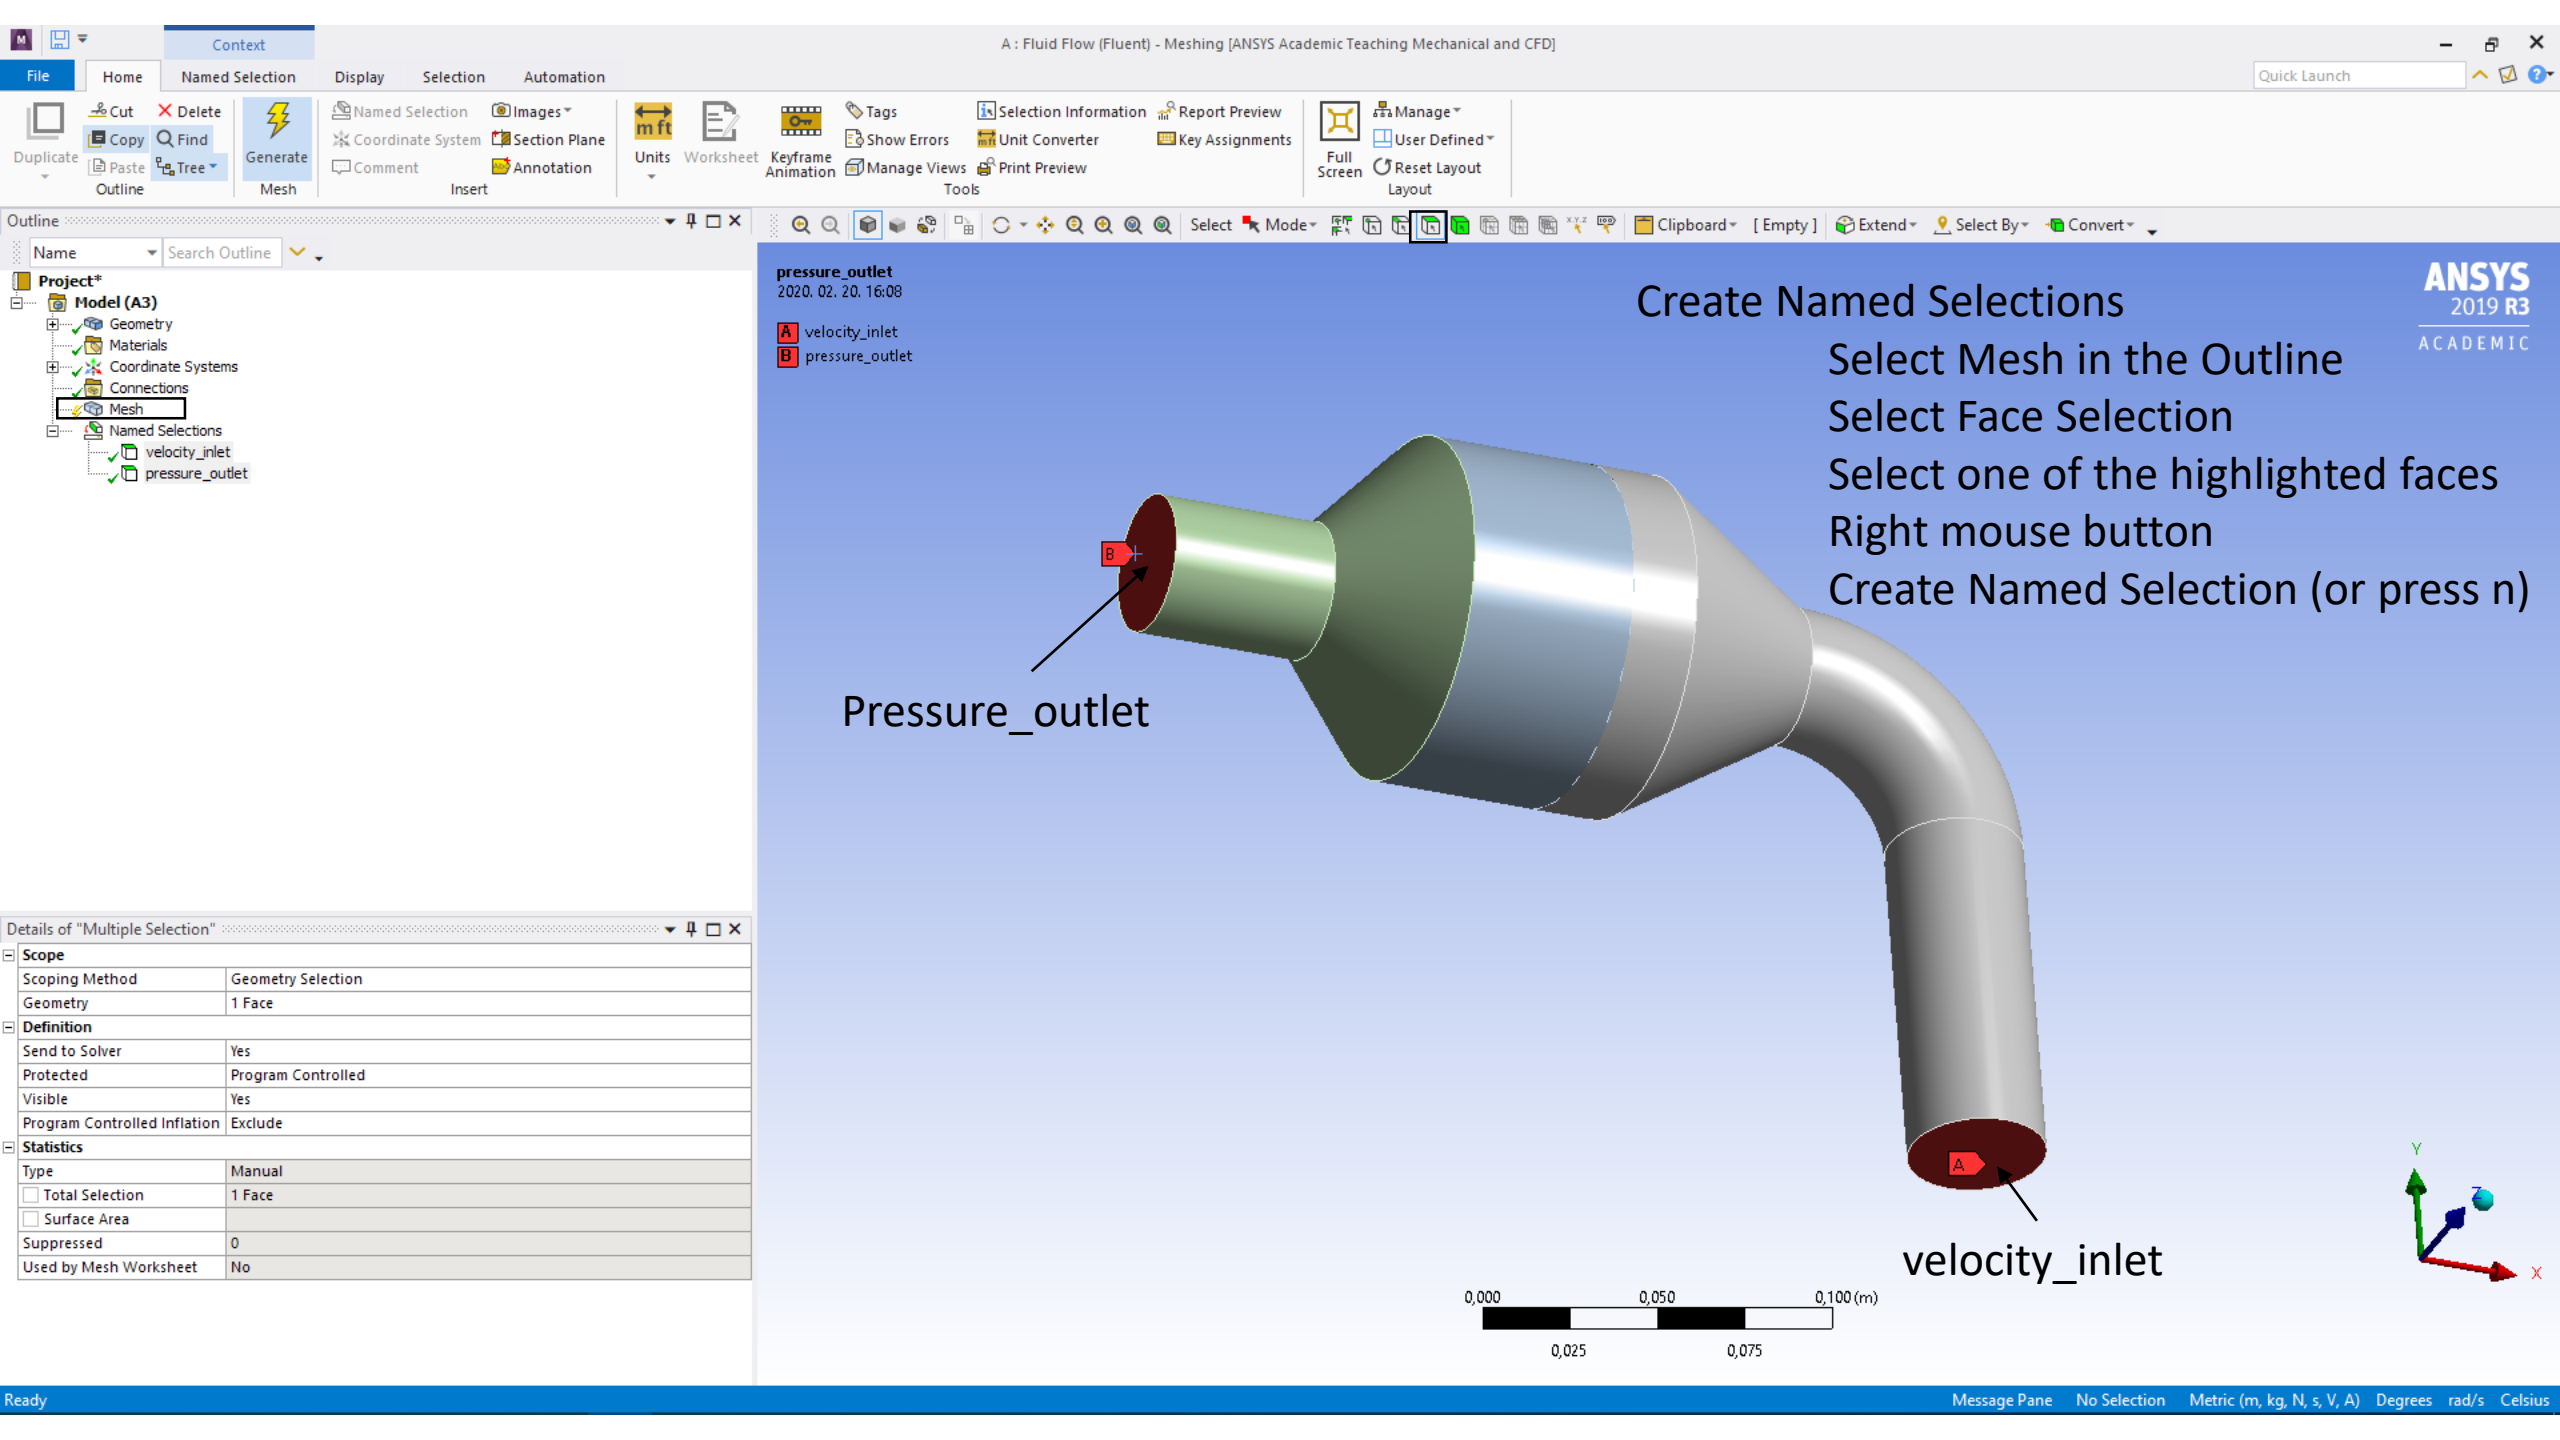 M
Context
A : Fluid Flow (Fluent) - Meshing [ANSYS Academic Teaching Mechanical and CFD]
File Home Named Selection Display Selection Automation
Quick Launch
Duplicate
Cut
Copy
Paste
Delete
Find
Tree
Outline
Generate
Mesh
Named Selection
Coordinate System
Comment
Images
Section Plane
Annotation
Insert
Units
Worksheet
Keyframe
Animation
Tags
Show Errors
Manage Views
Selection Information
Unit Converter
Print Preview
Report Preview
Key Assignments
Tools
Full
Screen
Manage
User Defined
Reset Layout
Layout
Outline
Select Mode Clipboard [ Empty ] Extend Select By Convert
Name Search Outline
Project*
Model (A3)
Geometry
Materials
Coordinate Systems
Connections
Mesh
Named Selections
velocity_inlet
pressure_outlet
pressure_outlet
2020. 02. 20. 16:08
A velocity_inlet
B pressure_outlet
Create Named Selections
Select Mesh in the Outline
Select Face Selection
Select one of the highlighted faces
Right mouse button
Create Named Selection (or press n)
ANSYS
2019 R3
ACADEMIC
B
Pressure_outlet
A
velocity_inlet
Y
Z
X
0,000 0,050 0,100 (m)
0,025 0,075
Details of "Multiple Selection"
Scope
Scoping Method Geometry Selection
Geometry 1 Face
Definition
Send to Solver Yes
Protected Program Controlled
Visible Yes
Program Controlled Inflation Exclude
Statistics
Type Manual
Total Selection 1 Face
Surface Area
Suppressed 0
Used by Mesh Worksheet No
Ready
Message Pane No Selection Metric (m, kg, N, s, V, A) Degrees rad/s Celsius